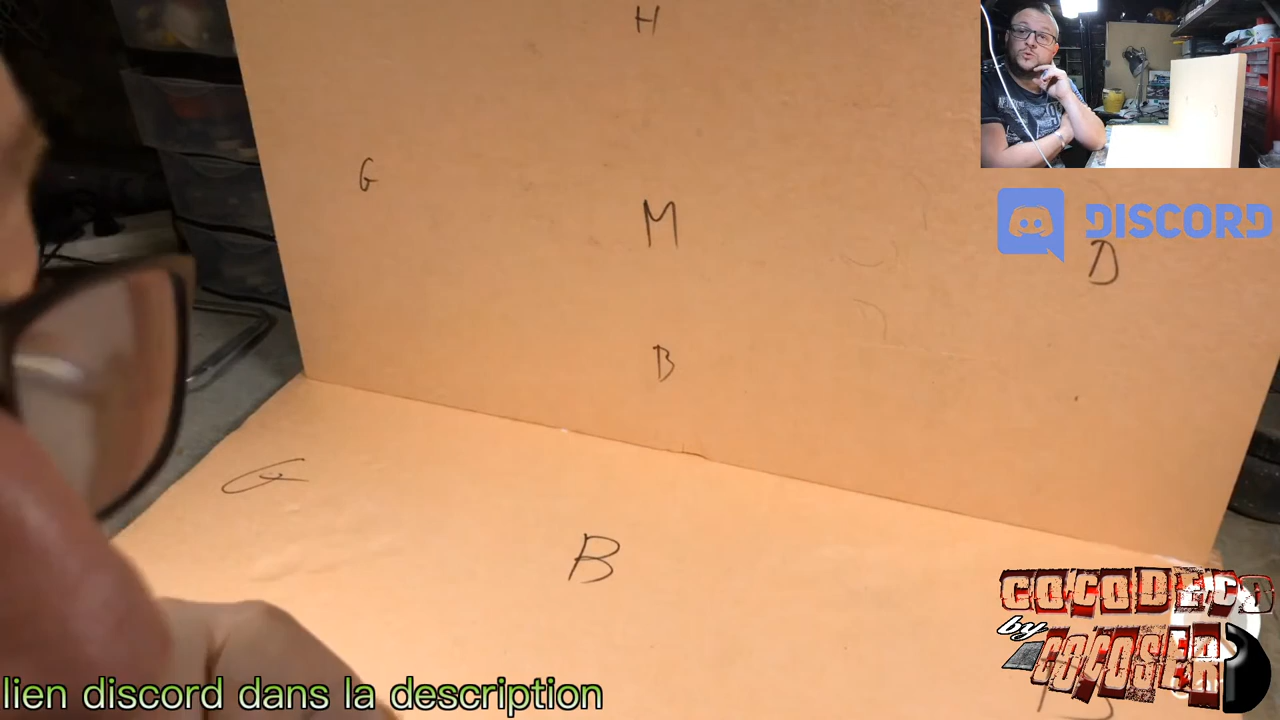 H
G
M
DISCORD
D
B
G
B
COCODECO
by
COCOSER
lien discord dans la description